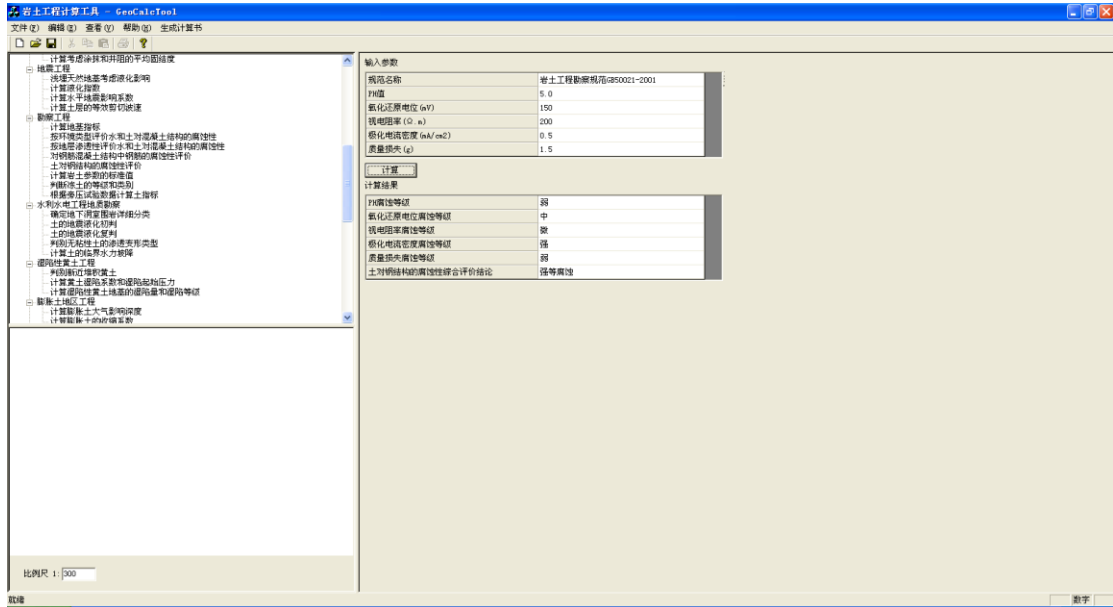 岩土工程计算工具 - GeoCalcTool
文件(F) 编辑(E) 查看(V) 帮助(H) 生成计算书
计算考虑涂抹和井阻的平均固结度
地震工程
浅埋天然地基考虑液化影响
计算液化指数
计算水平地震影响系数
计算土层的等效剪切波速
勘察工程
计算地基指标
按环境类型评价水和土对混凝土结构的腐蚀性
按地层渗透性评价水和土对混凝土结构的腐蚀性
对钢筋混凝土结构中钢筋的腐蚀性评价
土对钢结构的腐蚀性评价
计算岩土参数的标准值
判断冻土的等级和类别
根据旁压试验数据计算土指标
水利水电工程地质勘察
确定地下洞室围岩详细分类
土的地震液化初判
土的地震液化复判
判别无粘性土的渗透变形类型
计算土的临界水力坡降
湿陷性黄土工程
判别新近堆积黄土
计算黄土湿陷系数和湿陷起始压力
计算湿陷性黄土地基的湿陷量和湿陷等级
膨胀土地区工程
计算膨胀土大气影响深度
计算膨胀土的收缩系数
比例尺 1: 300
输入参数
规范名称 岩土工程勘察规范GB50021-2001
PH值 5.0
氧化还原电位(mV) 150
视电阻率(Ω.m) 200
极化电流密度(mA/cm2) 0.5
质量损失(g) 1.5
计算
计算结果
PH腐蚀等级 弱
氧化还原电位腐蚀等级 中
视电阻率腐蚀等级 微
极化电流密度腐蚀等级 强
质量损失腐蚀等级 弱
土对钢结构的腐蚀性综合评价结论 强等腐蚀
就绪
数字